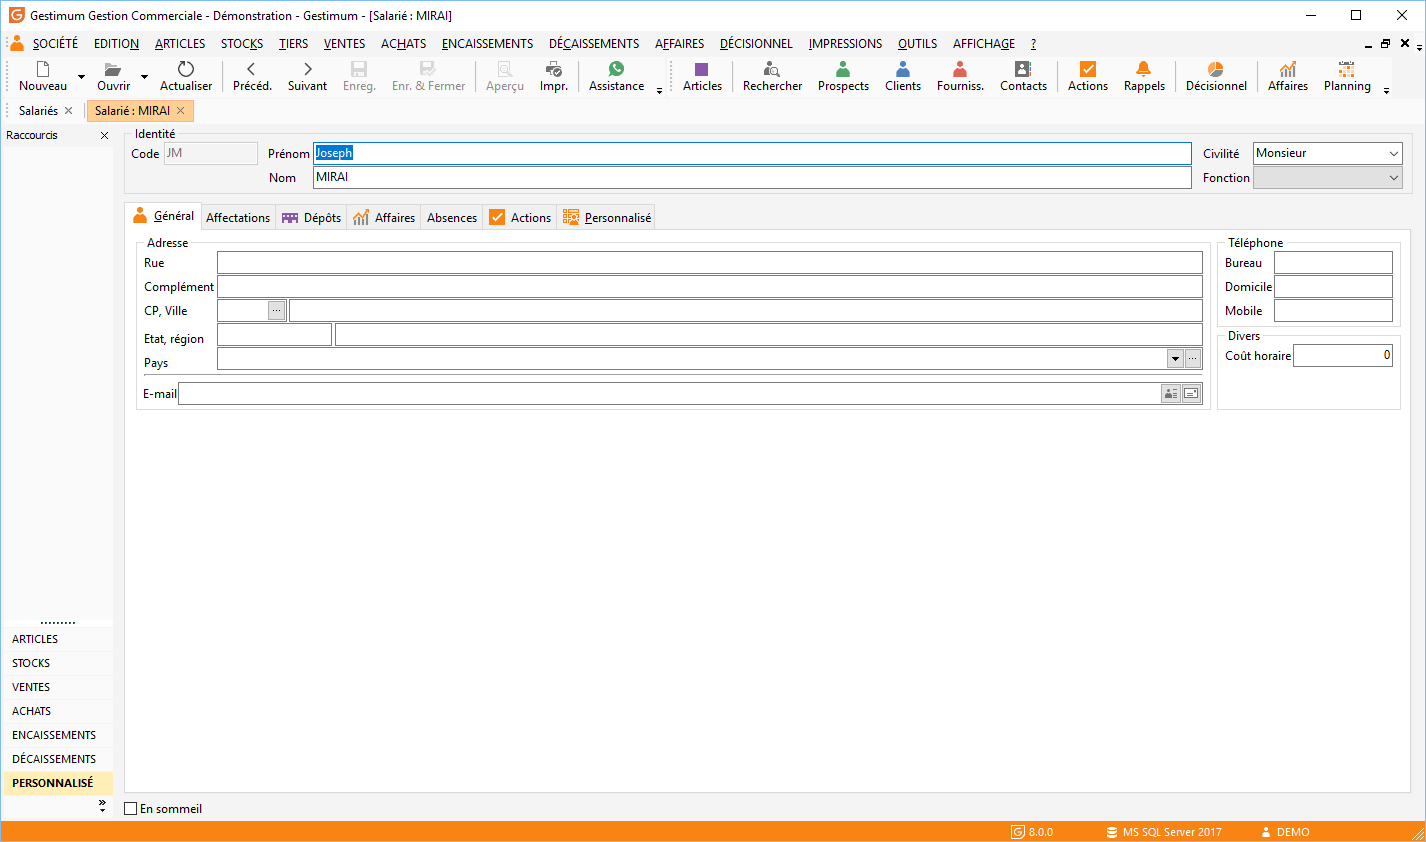 Gestimum Gestion Commerciale - Démonstration - Gestimum - [Salarié : MIRAI]
SOCIÉTÉ EDITION ARTICLES STOCKS TIERS VENTES ACHATS ENCAISSEMENTS DÉCAISSEMENTS AFFAIRES DÉCISIONNEL IMPRESSIONS OUTILS AFFICHAGE ?
Nouveau Ouvrir Actualiser Précéd. Suivant Enreg. Enr. & Fermer Aperçu Impr. Assistance Articles Rechercher Prospects Clients Fourniss. Contacts Actions Rappels Décisionnel Affaires Planning
Salariés Salarié : MIRAI
Raccourcis
Identité
Code JM Prénom Joseph Civilité Monsieur
Nom MIRAI Fonction
Général Affectations Dépôts Affaires Absences Actions Personnalisé
Adresse Téléphone
Rue Bureau
Complément Domicile
CP, Ville ... Mobile
Etat, région Divers
Pays ... Coût horaire 0
E-mail
ARTICLES
STOCKS
VENTES
ACHATS
ENCAISSEMENTS
DÉCAISSEMENTS
PERSONNALISÉ
En sommeil
8.0.0 MS SQL Server 2017 DEMO